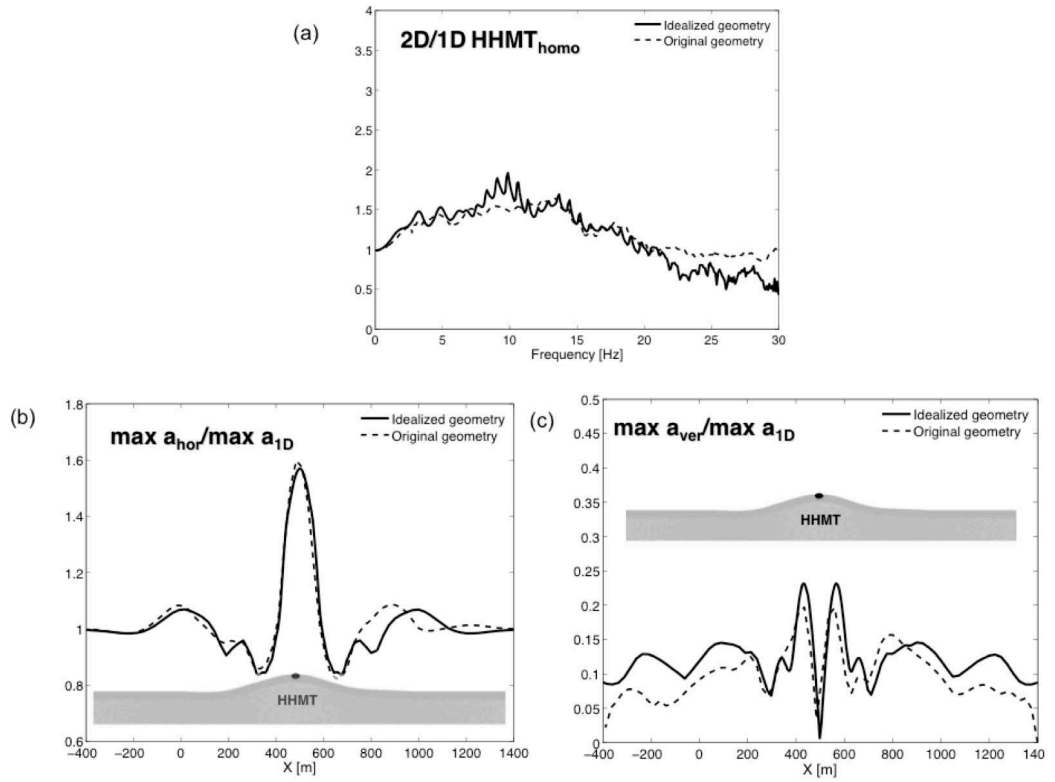 (a)
2D/1D HHMT_homo
Idealized geometry
Original geometry
4
3.5
3
2.5
2
1.5
1
0.5
0
0 5 10 15 20 25 30
Frequency [Hz]
(b)
max a_hor/max a_1D
Idealized geometry
Original geometry
1.8
1.6
1.4
1.2
1
0.8
0.6
HHMT
−400 −200 0 200 400 600 800 1000 1200 1400
X [m]
(c)
max a_ver/max a_1D
Idealized geometry
Original geometry
0.5
0.45
0.4
0.35
0.3
0.25
0.2
0.15
0.1
0.05
0
HHMT
−400 −200 0 200 400 600 800 1000 1200 1400
X [m]